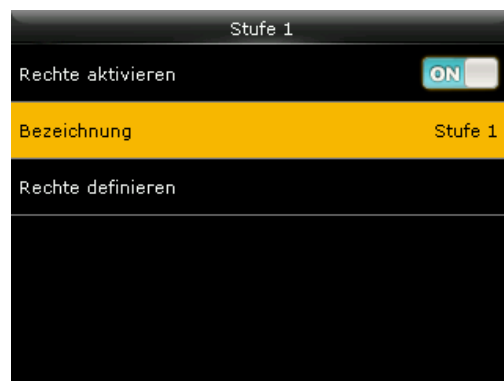 Stufe 1
Rechte aktivieren ON
Bezeichnung Stufe 1
Rechte definieren